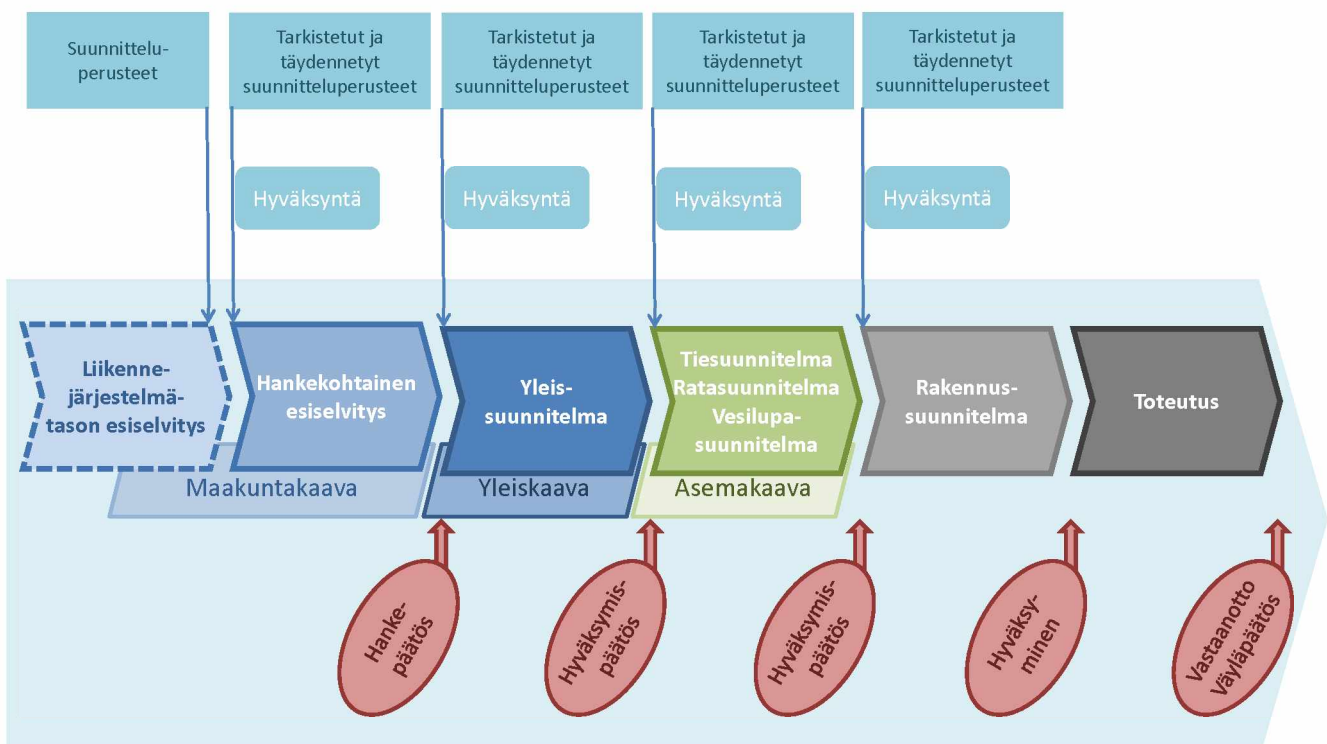 Suunnittelu-
perusteet
Tarkistetut ja
täydennetyt
suunnitteluperusteet
Tarkistetut ja
täydennetyt
suunnitteluperusteet
Tarkistetut ja
täydennetyt
suunnitteluperusteet
Tarkistetut ja
täydennetyt
suunnitteluperusteet
Hyväksyntä
Hyväksyntä
Hyväksyntä
Hyväksyntä
Liikenne-
järjestelmä-
tason esiselvitys
Hankekohtainen
esiselvitys
Yleis-
suunnitelma
Tiesuunnitelma
Ratasuunnitelma
Vesilupa-
suunnitelma
Rakennus-
suunnitelma
Toteutus
Maakuntakaava
Yleiskaava
Asemakaava
Hanke-
päätös
Hyväksymis-
päätös
Hyväksymis-
päätös
Hyväksy-
minen
Vastaanotto
Väyläpäätös